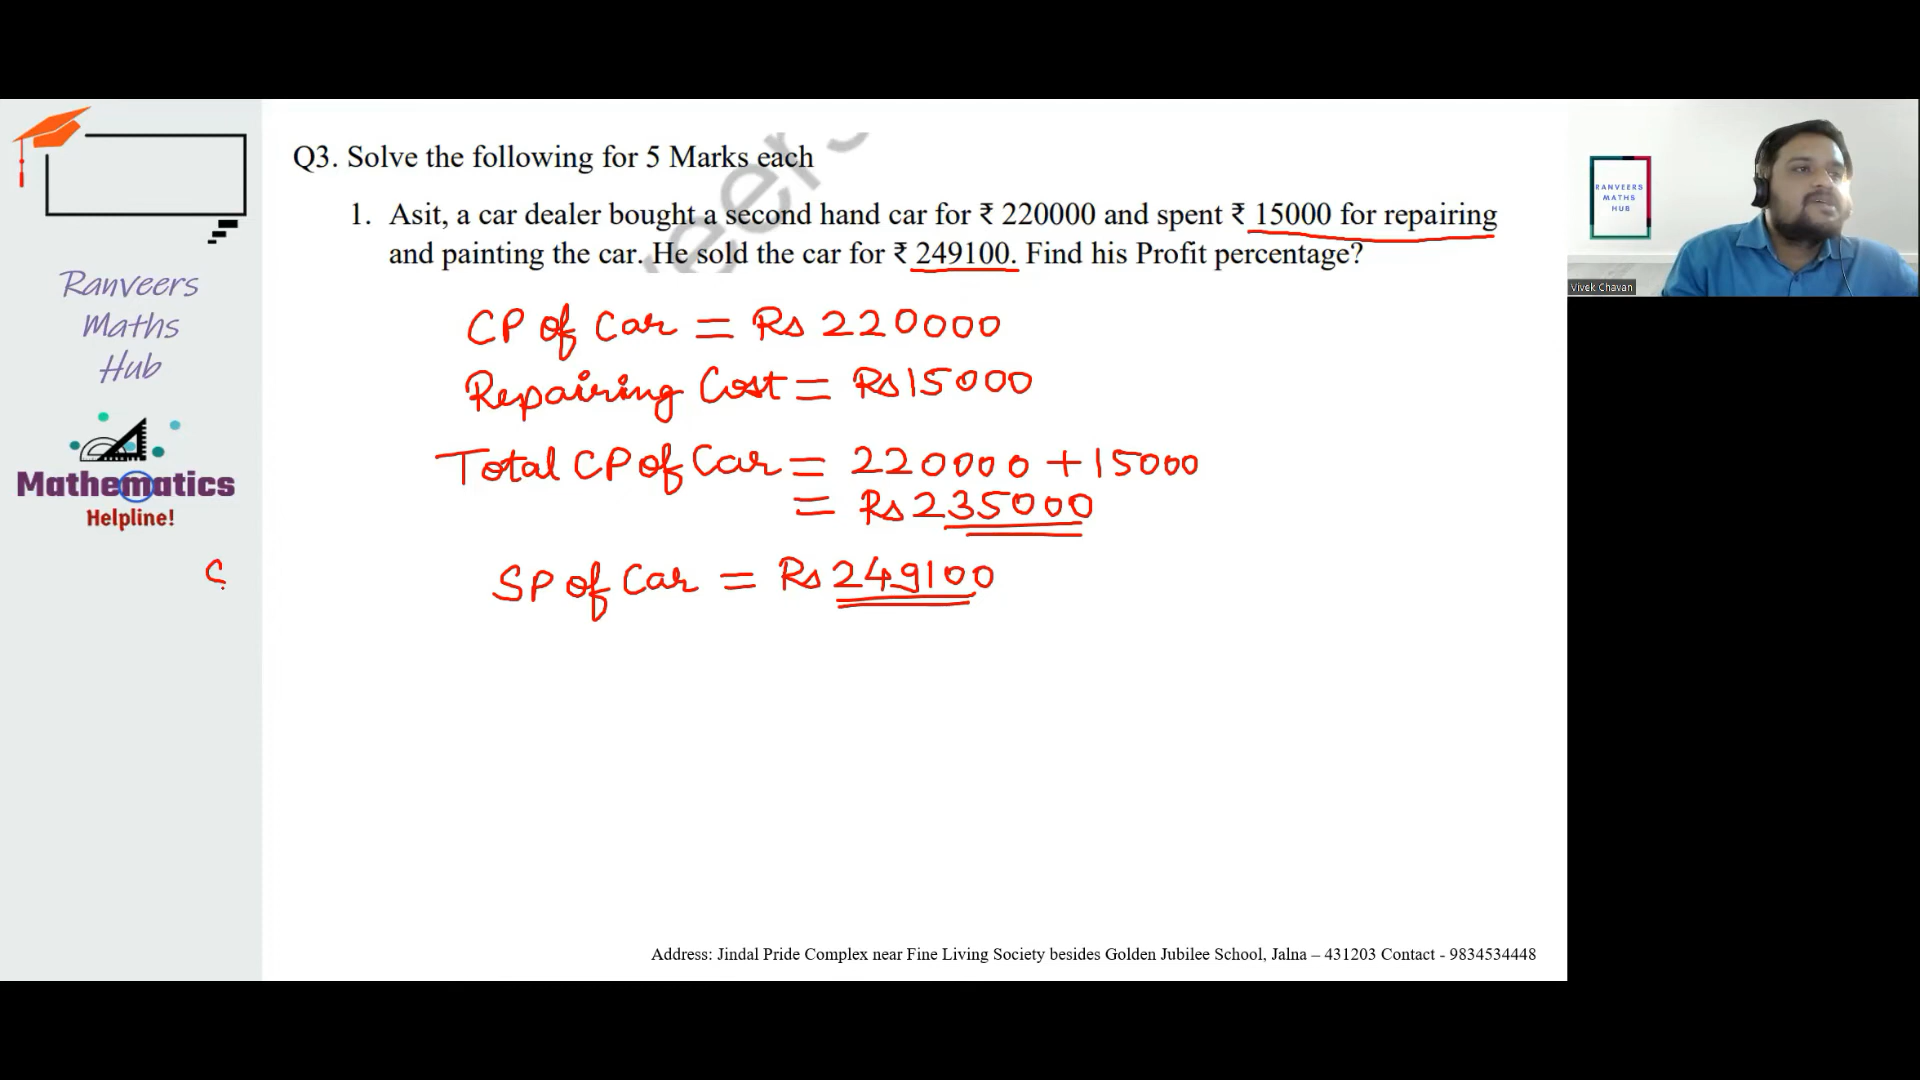 Q3. Solve the following for 5 Marks each
1. Asit, a car dealer bought a second hand car for ₹ 220000 and spent ₹ 15000 for repairing
and painting the car. He sold the car for ₹ 249100. Find his Profit percentage?
CP of Car = Rs 220000
Repairing Cost = Rs 15000
Total CP of Car = 220000 + 15000
= Rs 235000
SP of Car = Rs 249100
Address: Jindal Pride Complex near Fine Living Society besides Golden Jubilee School, Jalna – 431203 Contact - 9834534448
Ranveers
Maths
Hub
Mathematics
Helpline!
RANVEERS
MATHS
HUB
Vivek Chavan